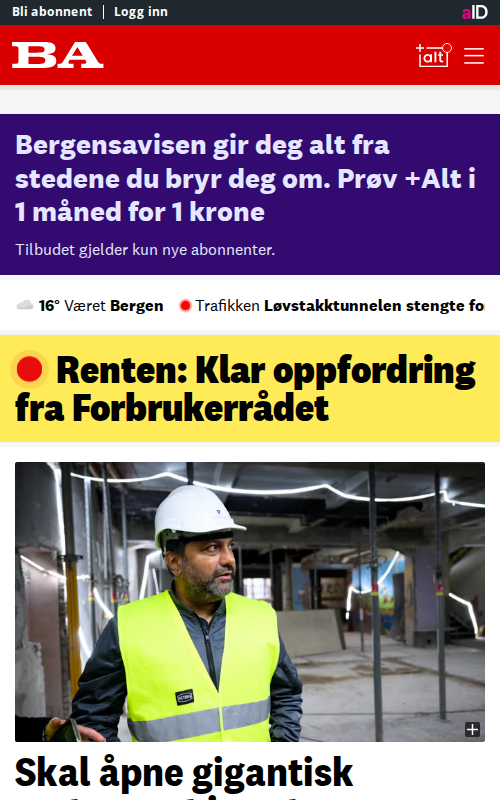 Bli abonnent | Logg inn
aID
BA
+alt
Bergensavisen gir deg alt fra
stedene du bryr deg om. Prøv +Alt i
1 måned for 1 krone
Tilbudet gjelder kun nye abonnenter.
16° Været Bergen Trafikken Løvstakktunnelen stengte for
Renten: Klar oppfordring
fra Forbrukerrådet
Skal åpne gigantisk